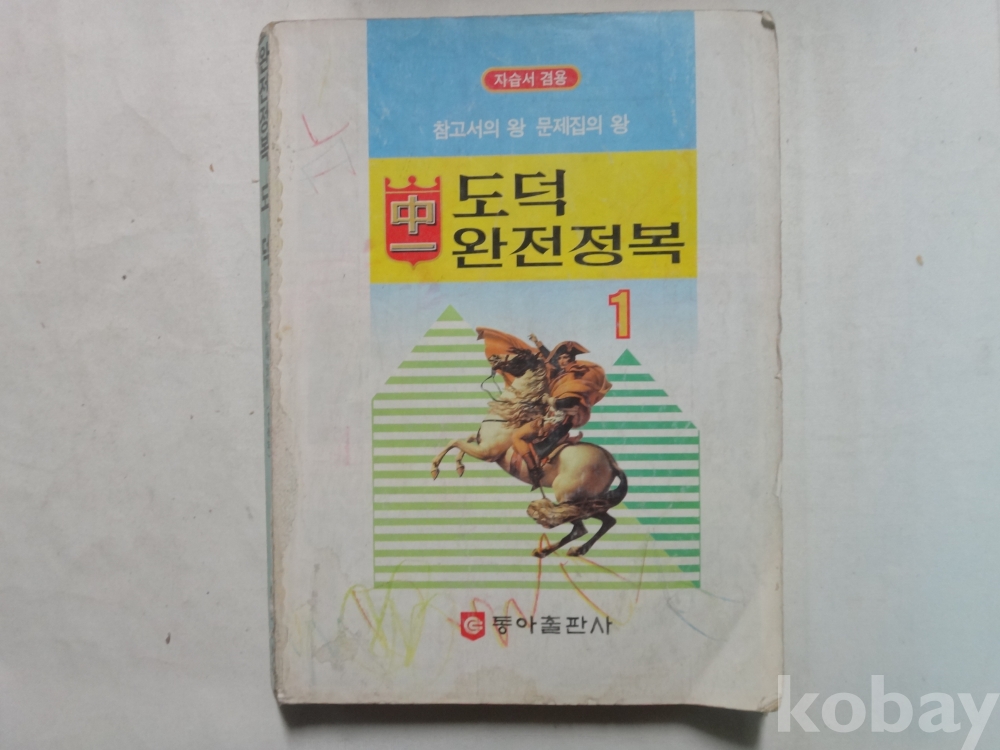 자습서 겸용
참고서의 왕 문제집의 왕
中一
도덕
완전정복
1
동아출판사
kobay